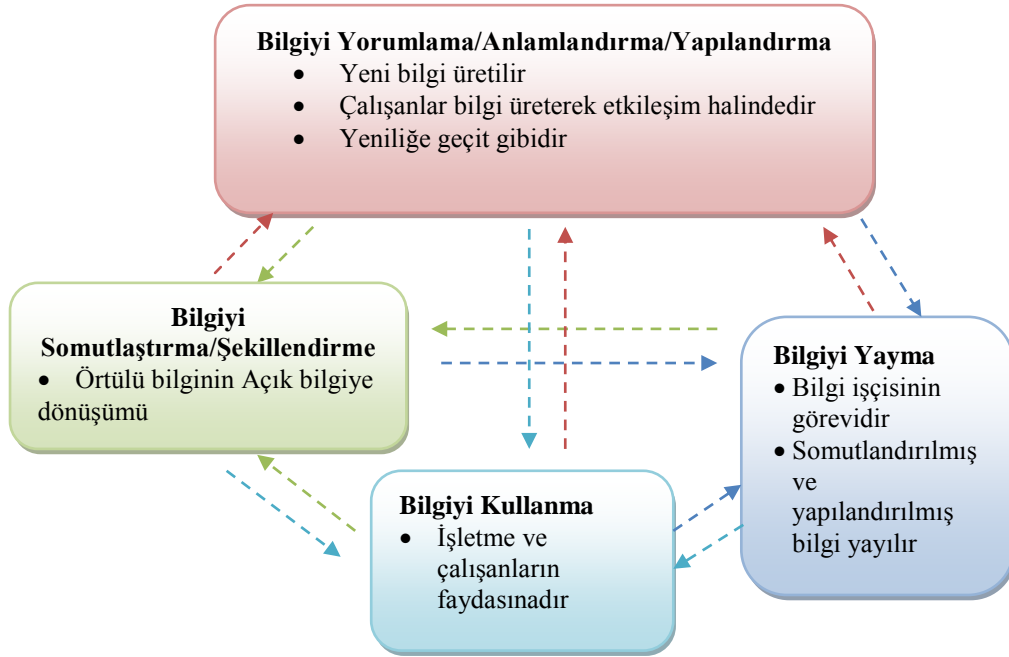 Bilgiyi Yorumlama/Anlamlandırma/Yapılandırma
• Yeni bilgi üretilir
• Çalışanlar bilgi üreterek etkileşim halindedir
• Yeniliğe geçit gibidir
Bilgiyi
Somutlaştırma/Şekillendirme
• Örtülü bilginin Açık bilgiye
dönüşümü
Bilgiyi Yayma
• Bilgi işçisinin
görevidir
• Somutlandırılmış
ve
yapılandırılmış
bilgi yayılır
Bilgiyi Kullanma
• İşletme ve
çalışanların
faydasınadır